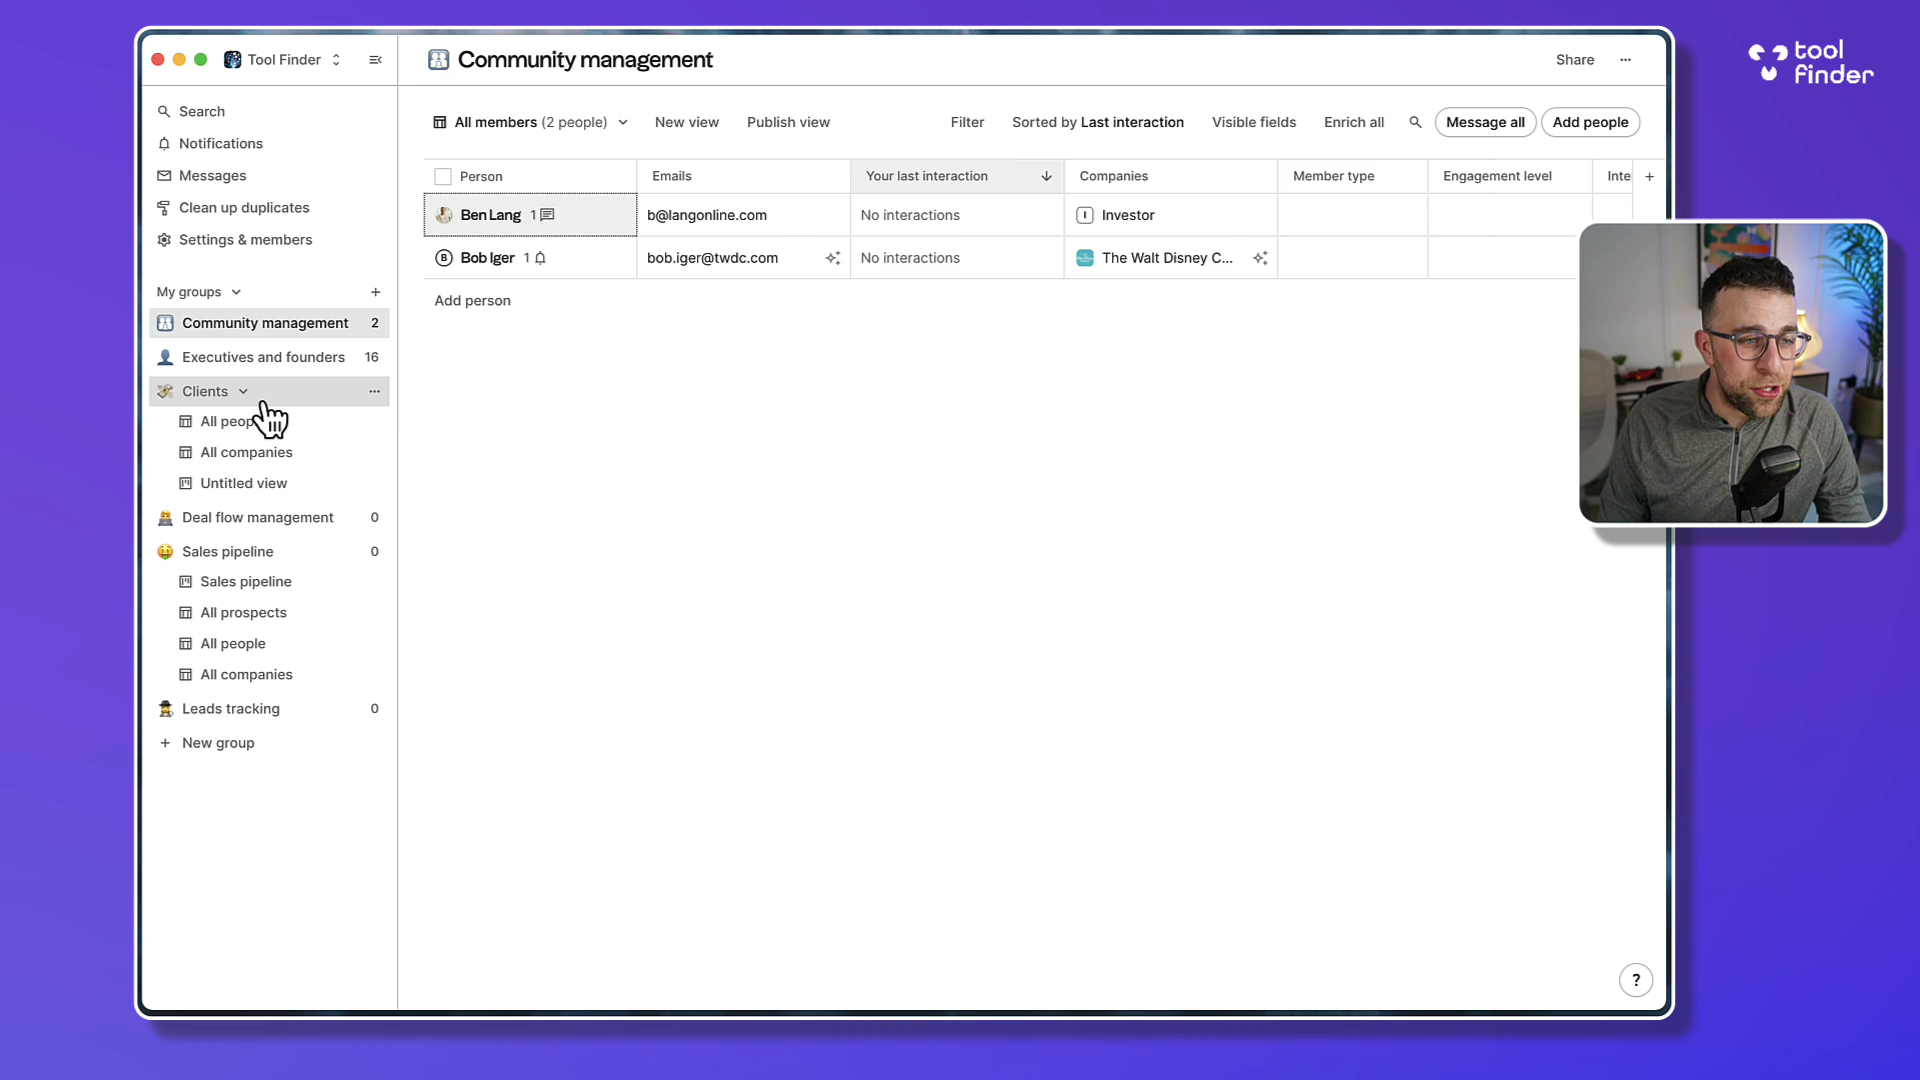 Tool Finder
Community management
Share
tool
finder
Search
Notifications
Messages
Clean up duplicates
Settings & members
My groups
Community management 2
Executives and founders 16
Clients
All people
All companies
Untitled view
Deal flow management 0
Sales pipeline 0
Sales pipeline
All prospects
All people
All companies
Leads tracking 0
+ New group
All members (2 people)
New view
Publish view
Filter
Sorted by Last interaction
Visible fields
Enrich all
Message all
Add people
Person Emails Your last interaction Companies Member type Engagement level Inte +
Ben Lang 1 b@langonline.com No interactions I Investor
B Bob Iger 1 bob.iger@twdc.com No interactions The Walt Disney C...
Add person
?